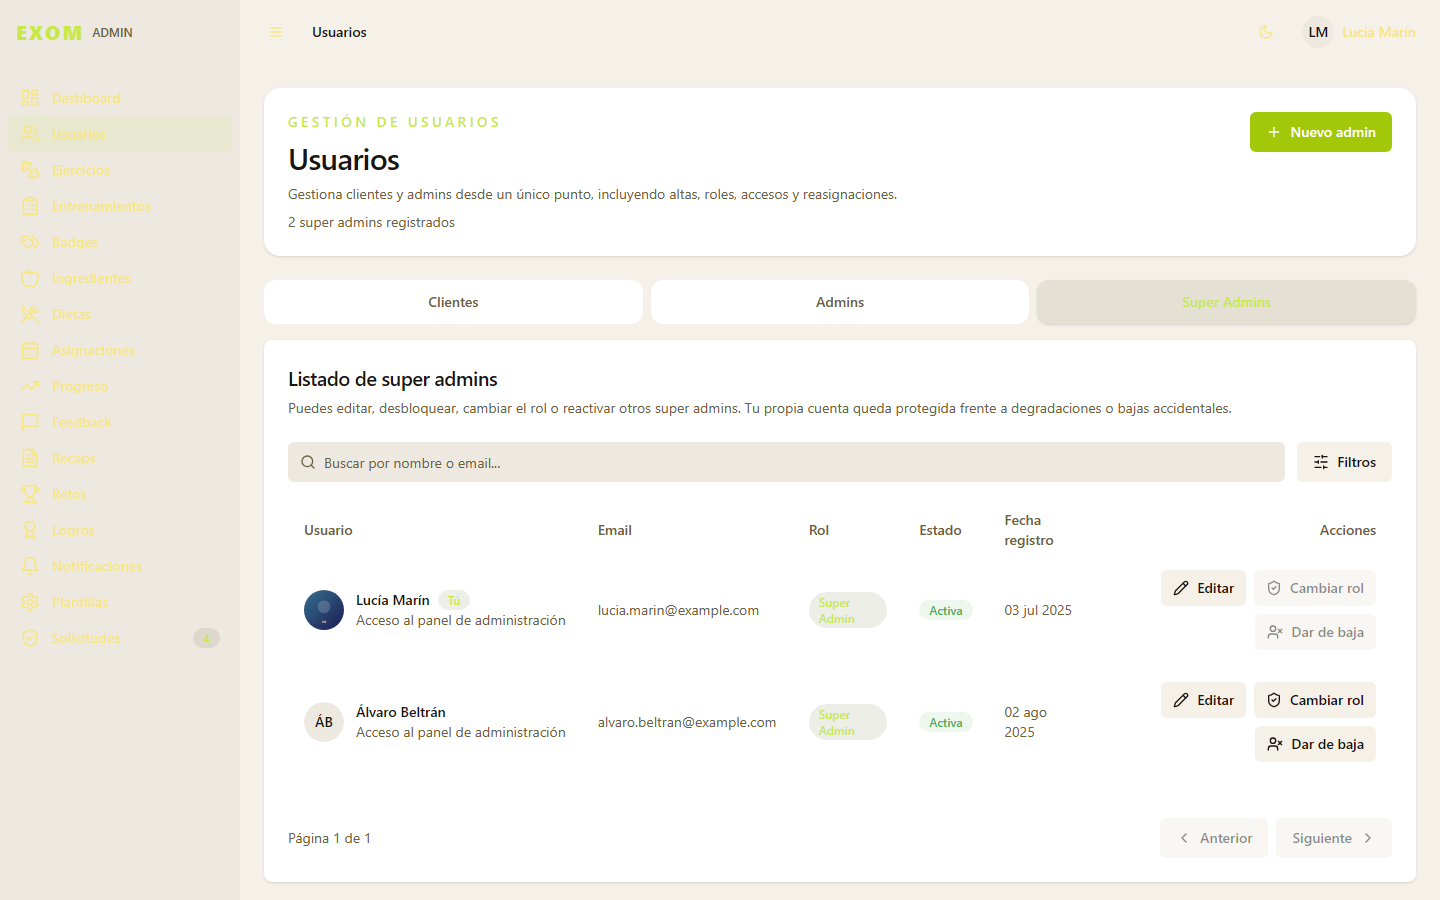 EXOM ADMIN
Usuarios
LM Lucía Marín
Dashboard
Usuarios
Ejercicios
Entrenamientos
Badges
Ingredientes
Dietas
Asignaciones
Progreso
Feedback
Recaps
Retos
Logros
Notificaciones
Plantillas
Solicitudes 4
GESTIÓN DE USUARIOS
Usuarios
Gestiona clientes y admins desde un único punto, incluyendo altas, roles, accesos y reasignaciones.
2 super admins registrados
Nuevo admin
Clientes Admins Super Admins
Listado de super admins
Puedes editar, desbloquear, cambiar el rol o reactivar otros super admins. Tu propia cuenta queda protegida frente a degradaciones o bajas accidentales.
Buscar por nombre o email...
Filtros
Usuario Email Rol Estado Fecha registro Acciones
Lucía Marín Tú
Acceso al panel de administración
lucia.marin@example.com
Super
Admin
Activa
03 jul 2025
Editar Cambiar rol
Dar de baja
ÁB
Álvaro Beltrán
Acceso al panel de administración
alvaro.beltran@example.com
Super
Admin
Activa
02 ago
2025
Editar Cambiar rol
Dar de baja
Página 1 de 1
Anterior Siguiente